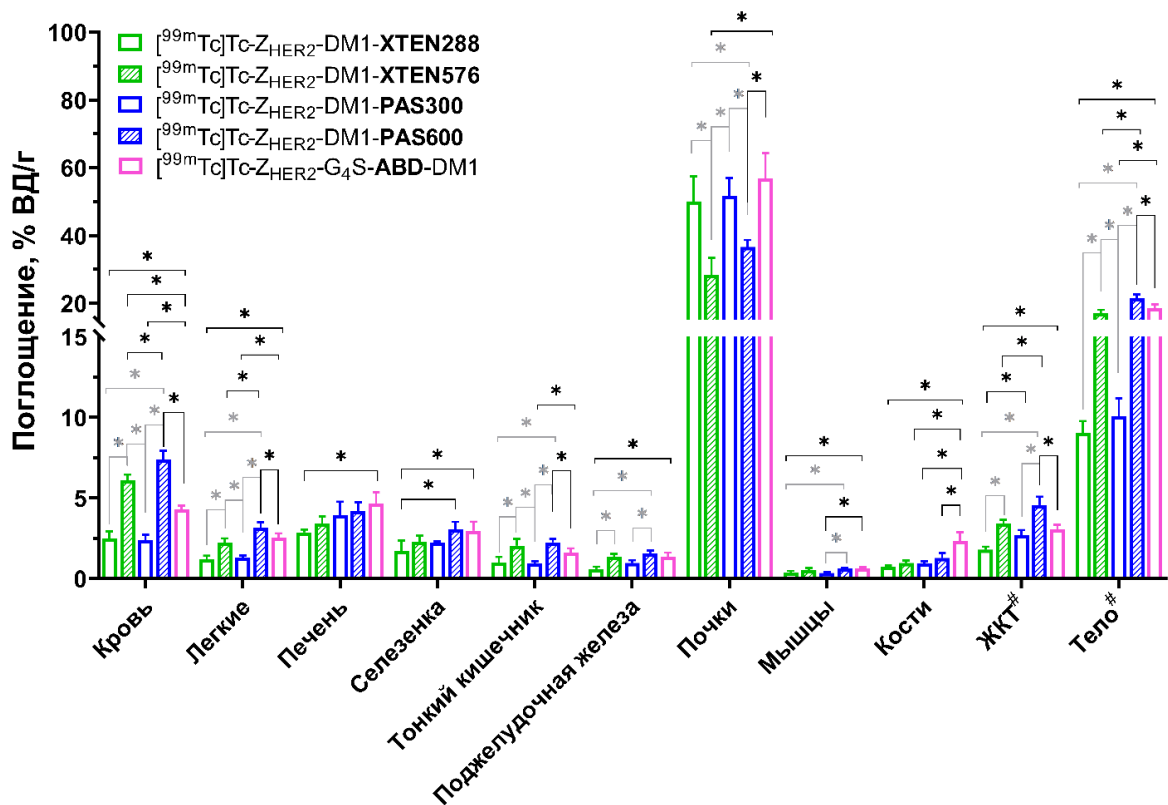 Поглощение, % ВД/г
100
80
60
40
20
15
10
5
0
[99mTc]Tc-ZHER2-DM1-XTEN288
[99mTc]Tc-ZHER2-DM1-XTEN576
[99mTc]Tc-ZHER2-DM1-PAS300
[99mTc]Tc-ZHER2-DM1-PAS600
[99mTc]Tc-ZHER2-G4S-ABD-DM1
Кровь
Легкие
Печень
Селезенка
Тонкий кишечник
Поджелудочная железа
Почки
Мышцы
Кости
ЖКТ#
Тело#